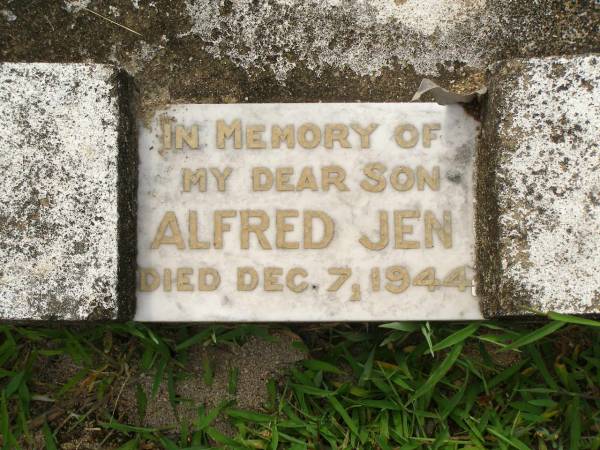 In Memory of
my dear Son
ALFRED JEN
Died Dec. 7, 1944.